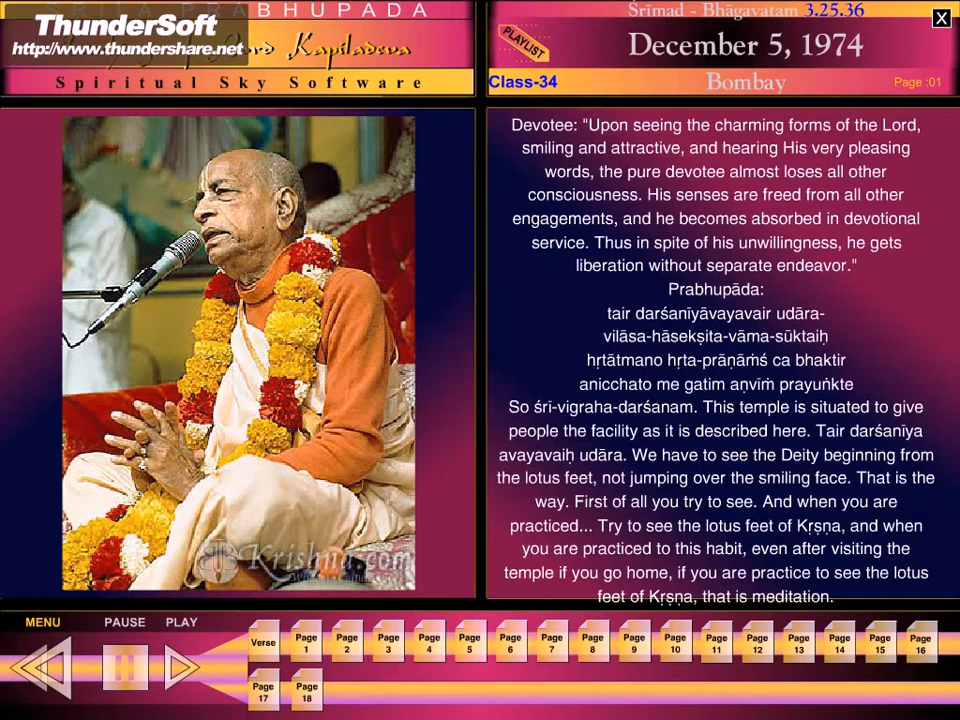 SRILA PRABHUPADA
ThunderSoft
http://www.thundershare.net
Lord Kapiladeva
Spiritual Sky Software
Śrīmad - Bhāgavatam 3.25.36
X
PLAYLIST
December 5, 1974
Class-34
Bombay
Page :01
Devotee: "Upon seeing the charming forms of the Lord,
smiling and attractive, and hearing His very pleasing
words, the pure devotee almost loses all other
consciousness. His senses are freed from all other
engagements, and he becomes absorbed in devotional
service. Thus in spite of his unwillingness, he gets
liberation without separate endeavor."
Prabhupāda:
tair darśanīyāvayavair udāra-
vilāsa-hāsekṣita-vāma-sūktaiḥ
hṛtātmano hṛta-prāṇāṁś ca bhaktir
anicchato me gatim aṇvīṁ prayuṅkte
So śrī-vigraha-darśanam. This temple is situated to give
people the facility as it is described here. Tair darśanīya
avayavaiḥ udāra. We have to see the Deity beginning from
the lotus feet, not jumping over the smiling face. That is the
way. First of all you try to see. And when you are
practiced... Try to see the lotus feet of Kṛṣṇa, and when
you are practiced to this habit, even after visiting the
temple if you go home, if you are practice to see the lotus
feet of Kṛṣṇa, that is meditation.
Krishna.com
MENU
PAUSE
PLAY
Verse
Page 1
Page 2
Page 3
Page 4
Page 5
Page 6
Page 7
Page 8
Page 9
Page 10
Page 11
Page 12
Page 13
Page 14
Page 15
Page 16
Page 17
Page 18